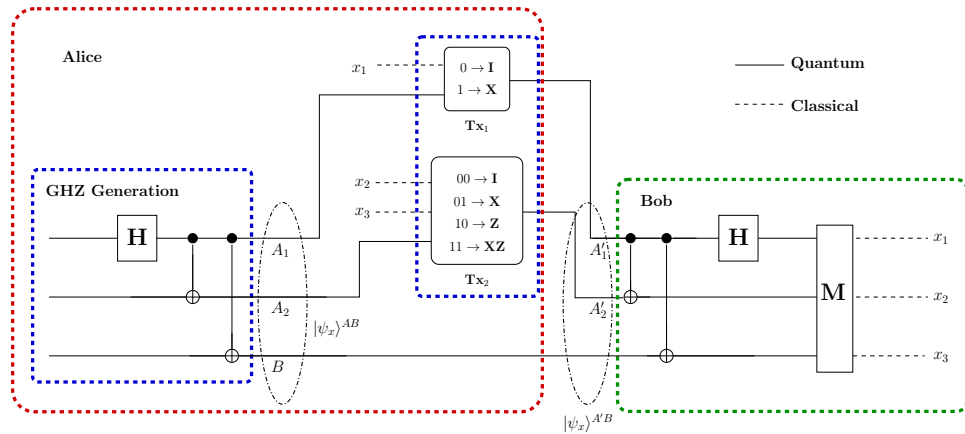 Alice
x₁
0 → I
1 → X
Tx₁
Quantum
Classical
GHZ Generation
x₂
x₃
00 → I
01 → X
10 → Z
11 → XZ
Tx₂
Bob
H
A₁
A₂
B
|ψₓ⟩ᴬᴮ
A′₁
A′₂
|ψₓ⟩ᴬ′ᴮ
H
M
x₁
x₂
x₃